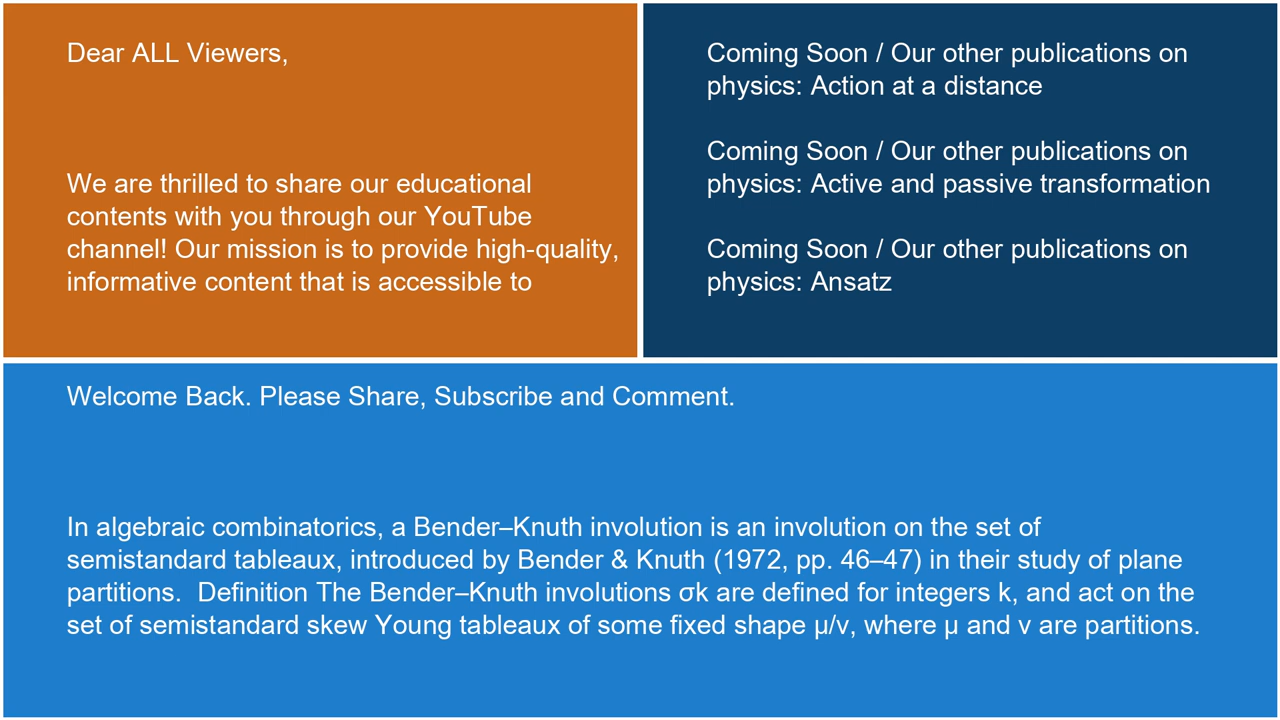 Dear ALL Viewers,
We are thrilled to share our educational
contents with you through our YouTube
channel! Our mission is to provide high-quality,
informative content that is accessible to
Coming Soon / Our other publications on
physics: Action at a distance
Coming Soon / Our other publications on
physics: Active and passive transformation
Coming Soon / Our other publications on
physics: Ansatz
Welcome Back. Please Share, Subscribe and Comment.
In algebraic combinatorics, a Bender–Knuth involution is an involution on the set of
semistandard tableaux, introduced by Bender & Knuth (1972, pp. 46–47) in their study of plane
partitions.  Definition The Bender–Knuth involutions σk are defined for integers k, and act on the
set of semistandard skew Young tableaux of some fixed shape μ/ν, where μ and ν are partitions.